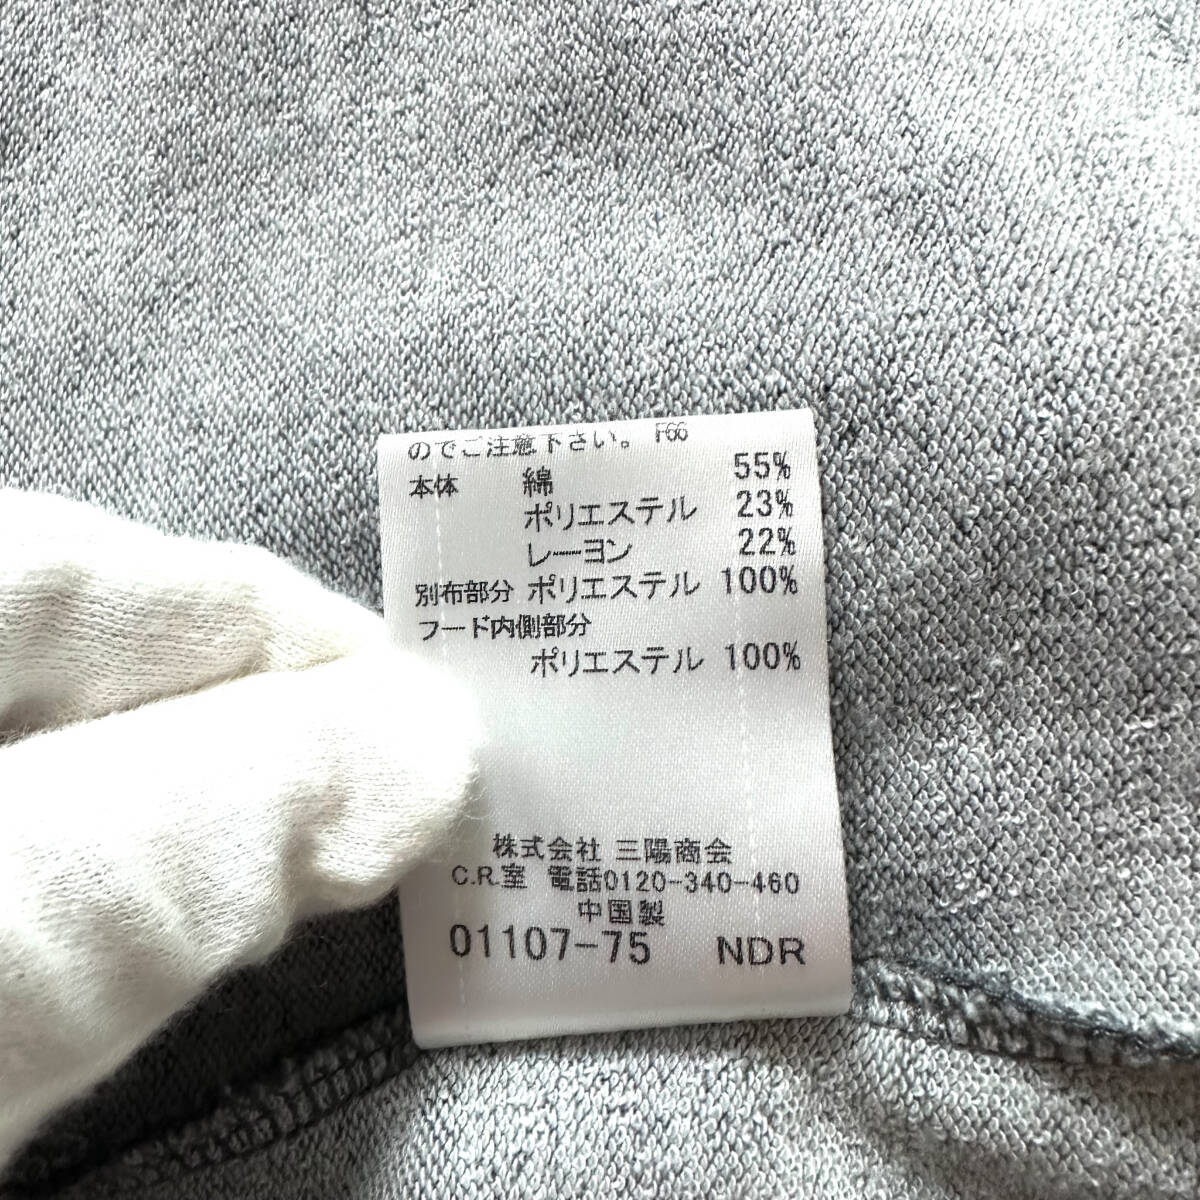 のでご注意下さい。 F66
本体 綿 55%
ポリエステル 23%
レーヨン 22%
別布部分 ポリエステル 100%
フード内側部分
ポリエステル 100%
株式会社 三陽商会
C.R.室 電話0120-340-460
中国製
01107-75 NDR